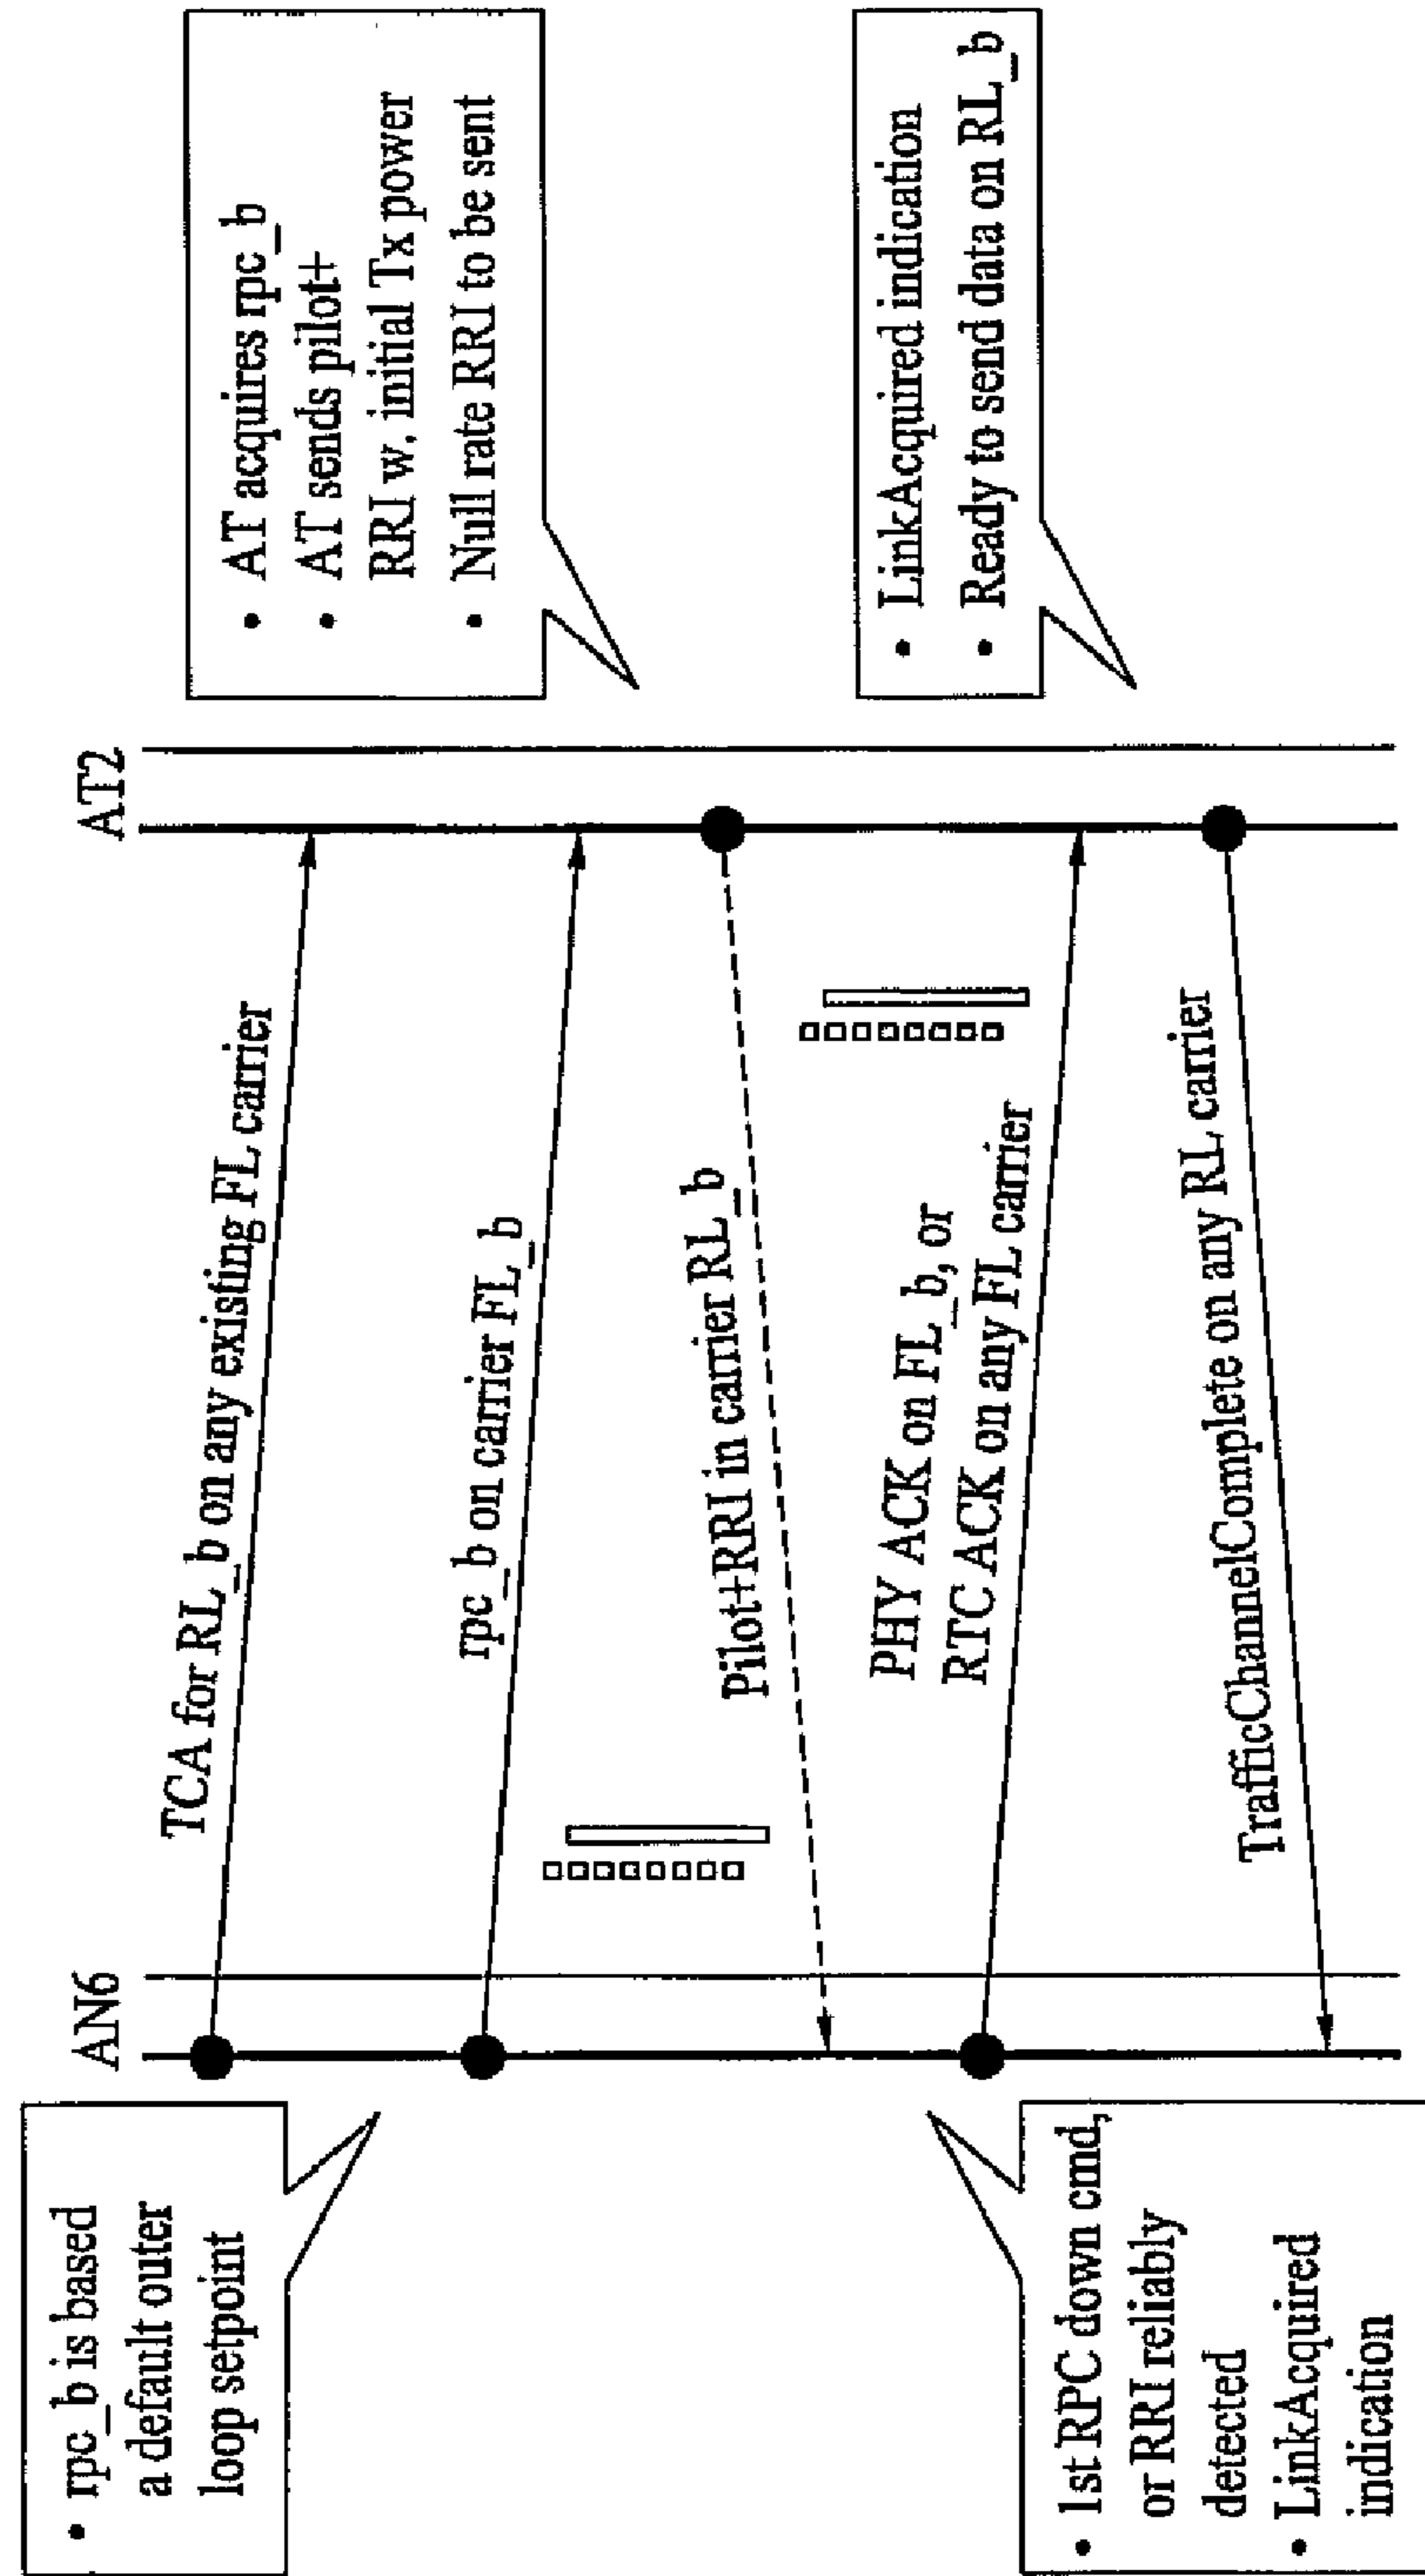 AN6
AT2
• rpc_b is based
a default outer
loop setpoint
TCA for RL_b on any existing FL carrier
rpc_b on carrier FL_b
• AT acquires rpc_b
• AT sends pilot+
RRI w, initial Tx power
• Null rate RRI to be sent
Pilot+RRI in carrier RL_b
• 1st RPC down cmd,
or RRI reliably
detected
• LinkAcquired
indication
PHY ACK on FL_b, or
RTC ACK on any FL carrier
• LinkAcquired indication
• Ready to send data on RL_b
TrafficChannelComplete on any RL carrier